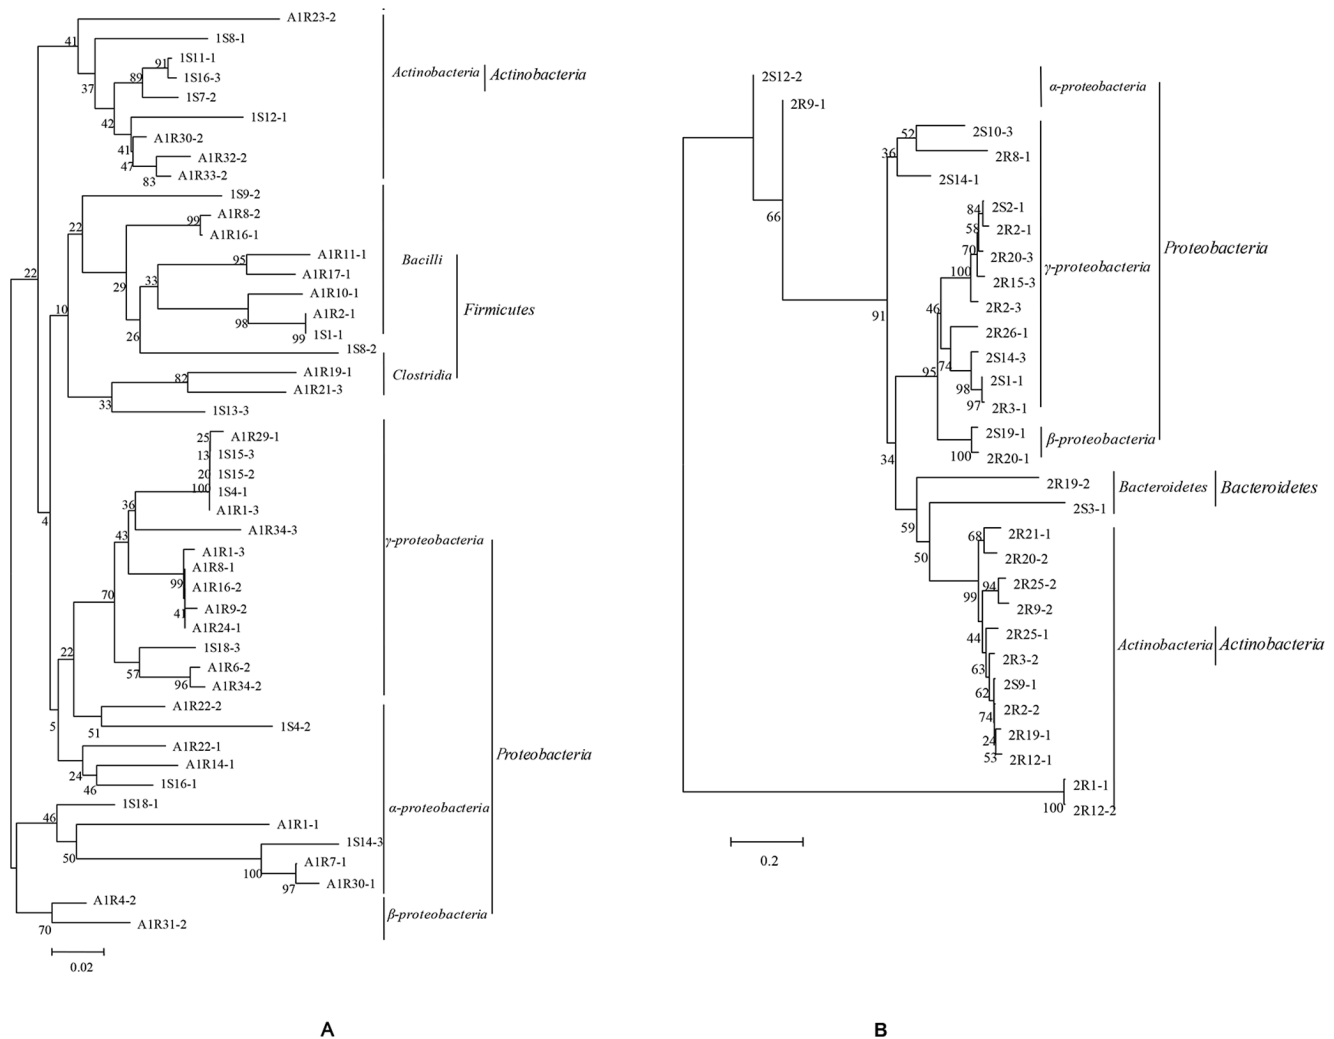 A1R23-2
41
1S8-1
1S11-1
91
1S16-3
89
37
1S7-2
42
1S12-1
A1R30-2
41
A1R32-2
47
A1R33-2
83
Actinobacteria
Actinobacteria
1S9-2
A1R8-2
99
22
A1R16-1
A1R11-1
95
22
A1R17-1
33
29
A1R10-1
10
A1R2-1
98
26
1S1-1
99
1S8-2
Bacilli
Firmicutes
A1R19-1
82
A1R21-3
33
1S13-3
Clostridia
25
A1R29-1
13
1S15-3
20
1S15-2
100
1S4-1
36
A1R1-3
4
A1R34-3
43
A1R1-3
A1R8-1
99
A1R16-2
70
A1R9-2
41
A1R24-1
1S18-3
22
A1R6-2
57
96
A1R34-2
γ-proteobacteria
A1R22-2
5
51
1S4-2
A1R22-1
A1R14-1
24
1S16-1
46
1S18-1
46
A1R1-1
1S14-3
50
A1R7-1
100
97
A1R30-1
α-proteobacteria
Proteobacteria
A1R4-2
A1R31-2
70
β-proteobacteria
0.02
A
2S12-2
2R9-1
66
α-proteobacteria
52
2S10-3
36
2R8-1
2S14-1
84
2S2-1
58
2R2-1
70
2R20-3
100
2R15-3
2R2-3
46
91
2R26-1
2S14-3
74
95
2S1-1
98
97
2R3-1
γ-proteobacteria
Proteobacteria
2S19-1
100
2R20-1
34
β-proteobacteria
2R19-2
2S3-1
59
Bacteroidetes
Bacteroidetes
68
2R21-1
50
2R20-2
94
2R25-2
99
2R9-2
44
2R25-1
63
2R3-2
62
2S9-1
74
2R2-2
24
2R19-1
53
2R12-1
Actinobacteria
Actinobacteria
2R1-1
100
2R12-2
0.2
B